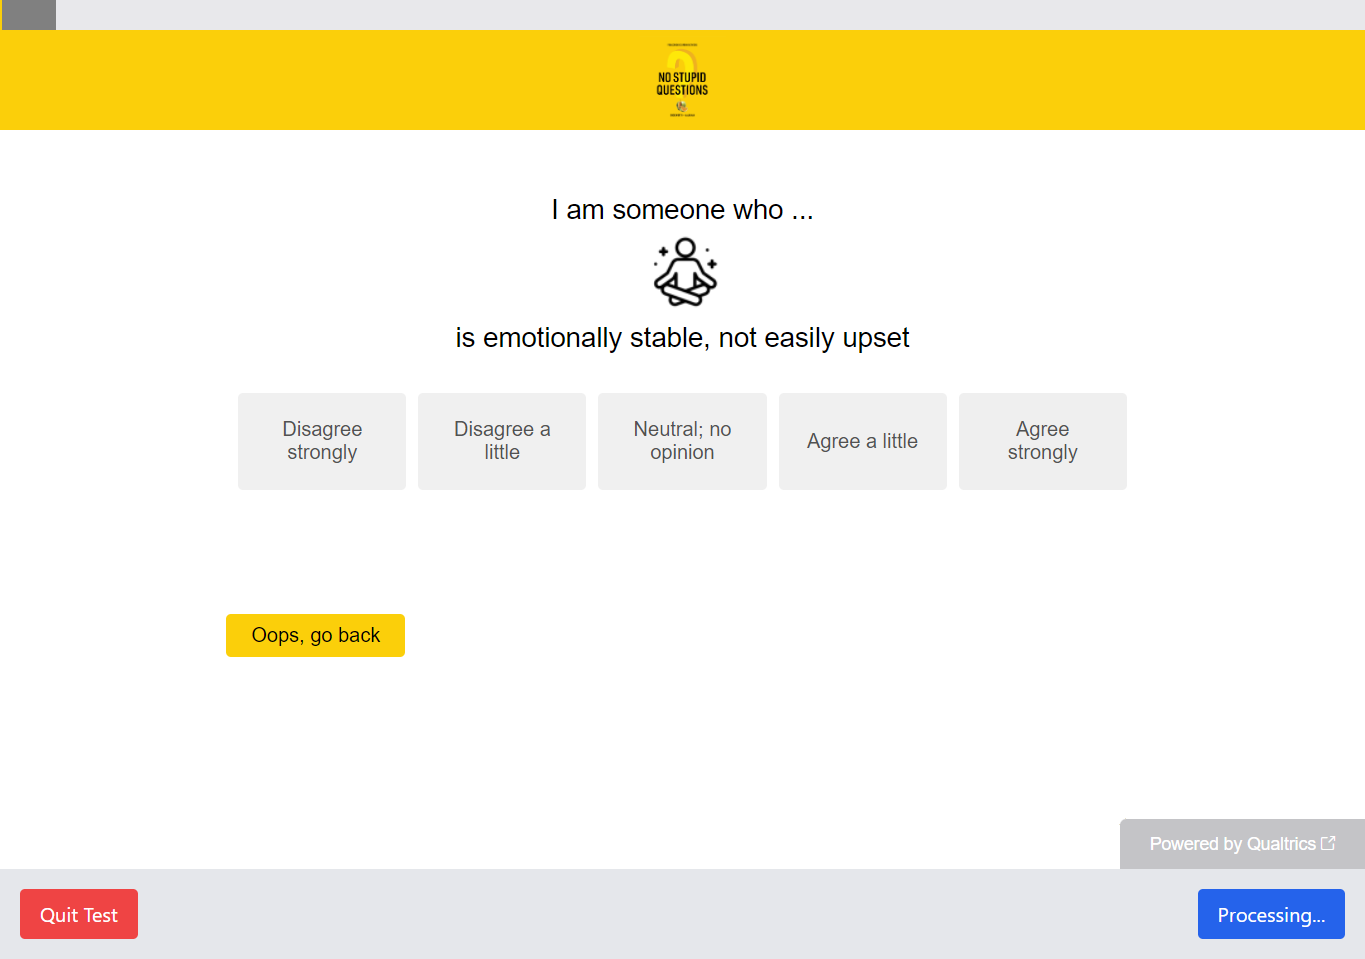 NO STUPID
QUESTIONS
I am someone who ...
is emotionally stable, not easily upset
Disagree
strongly
Disagree a
little
Neutral; no
opinion
Agree a little
Agree
strongly
Oops, go back
Powered by Qualtrics
Quit Test
Processing...